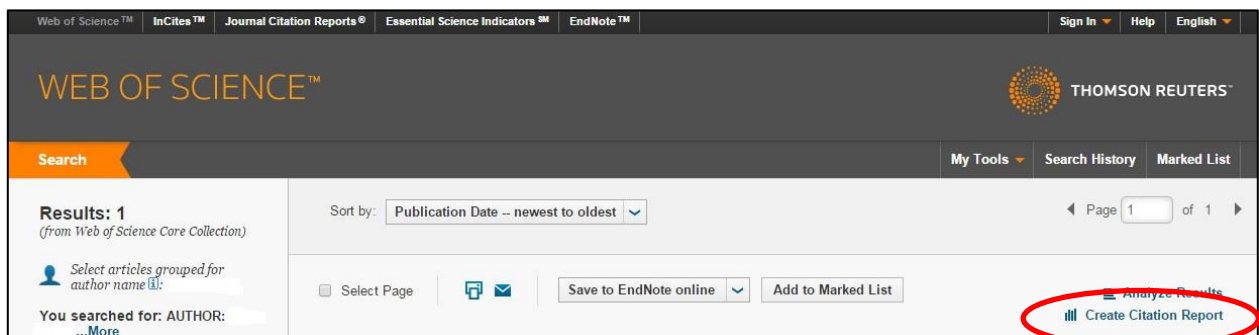 Web of Science™ InCites™ Journal Citation Reports® Essential Science Indicators℠ EndNote™ Sign In Help English
WEB OF SCIENCE™
THOMSON REUTERS™
Search My Tools Search History Marked List
Results: 1
(from Web of Science Core Collection)
Sort by: Publication Date -- newest to oldest
Page 1 of 1
Select articles grouped for
author name:
Select Page Save to EndNote online Add to Marked List
Analyze Results
You searched for: AUTHOR:
...More
Create Citation Report